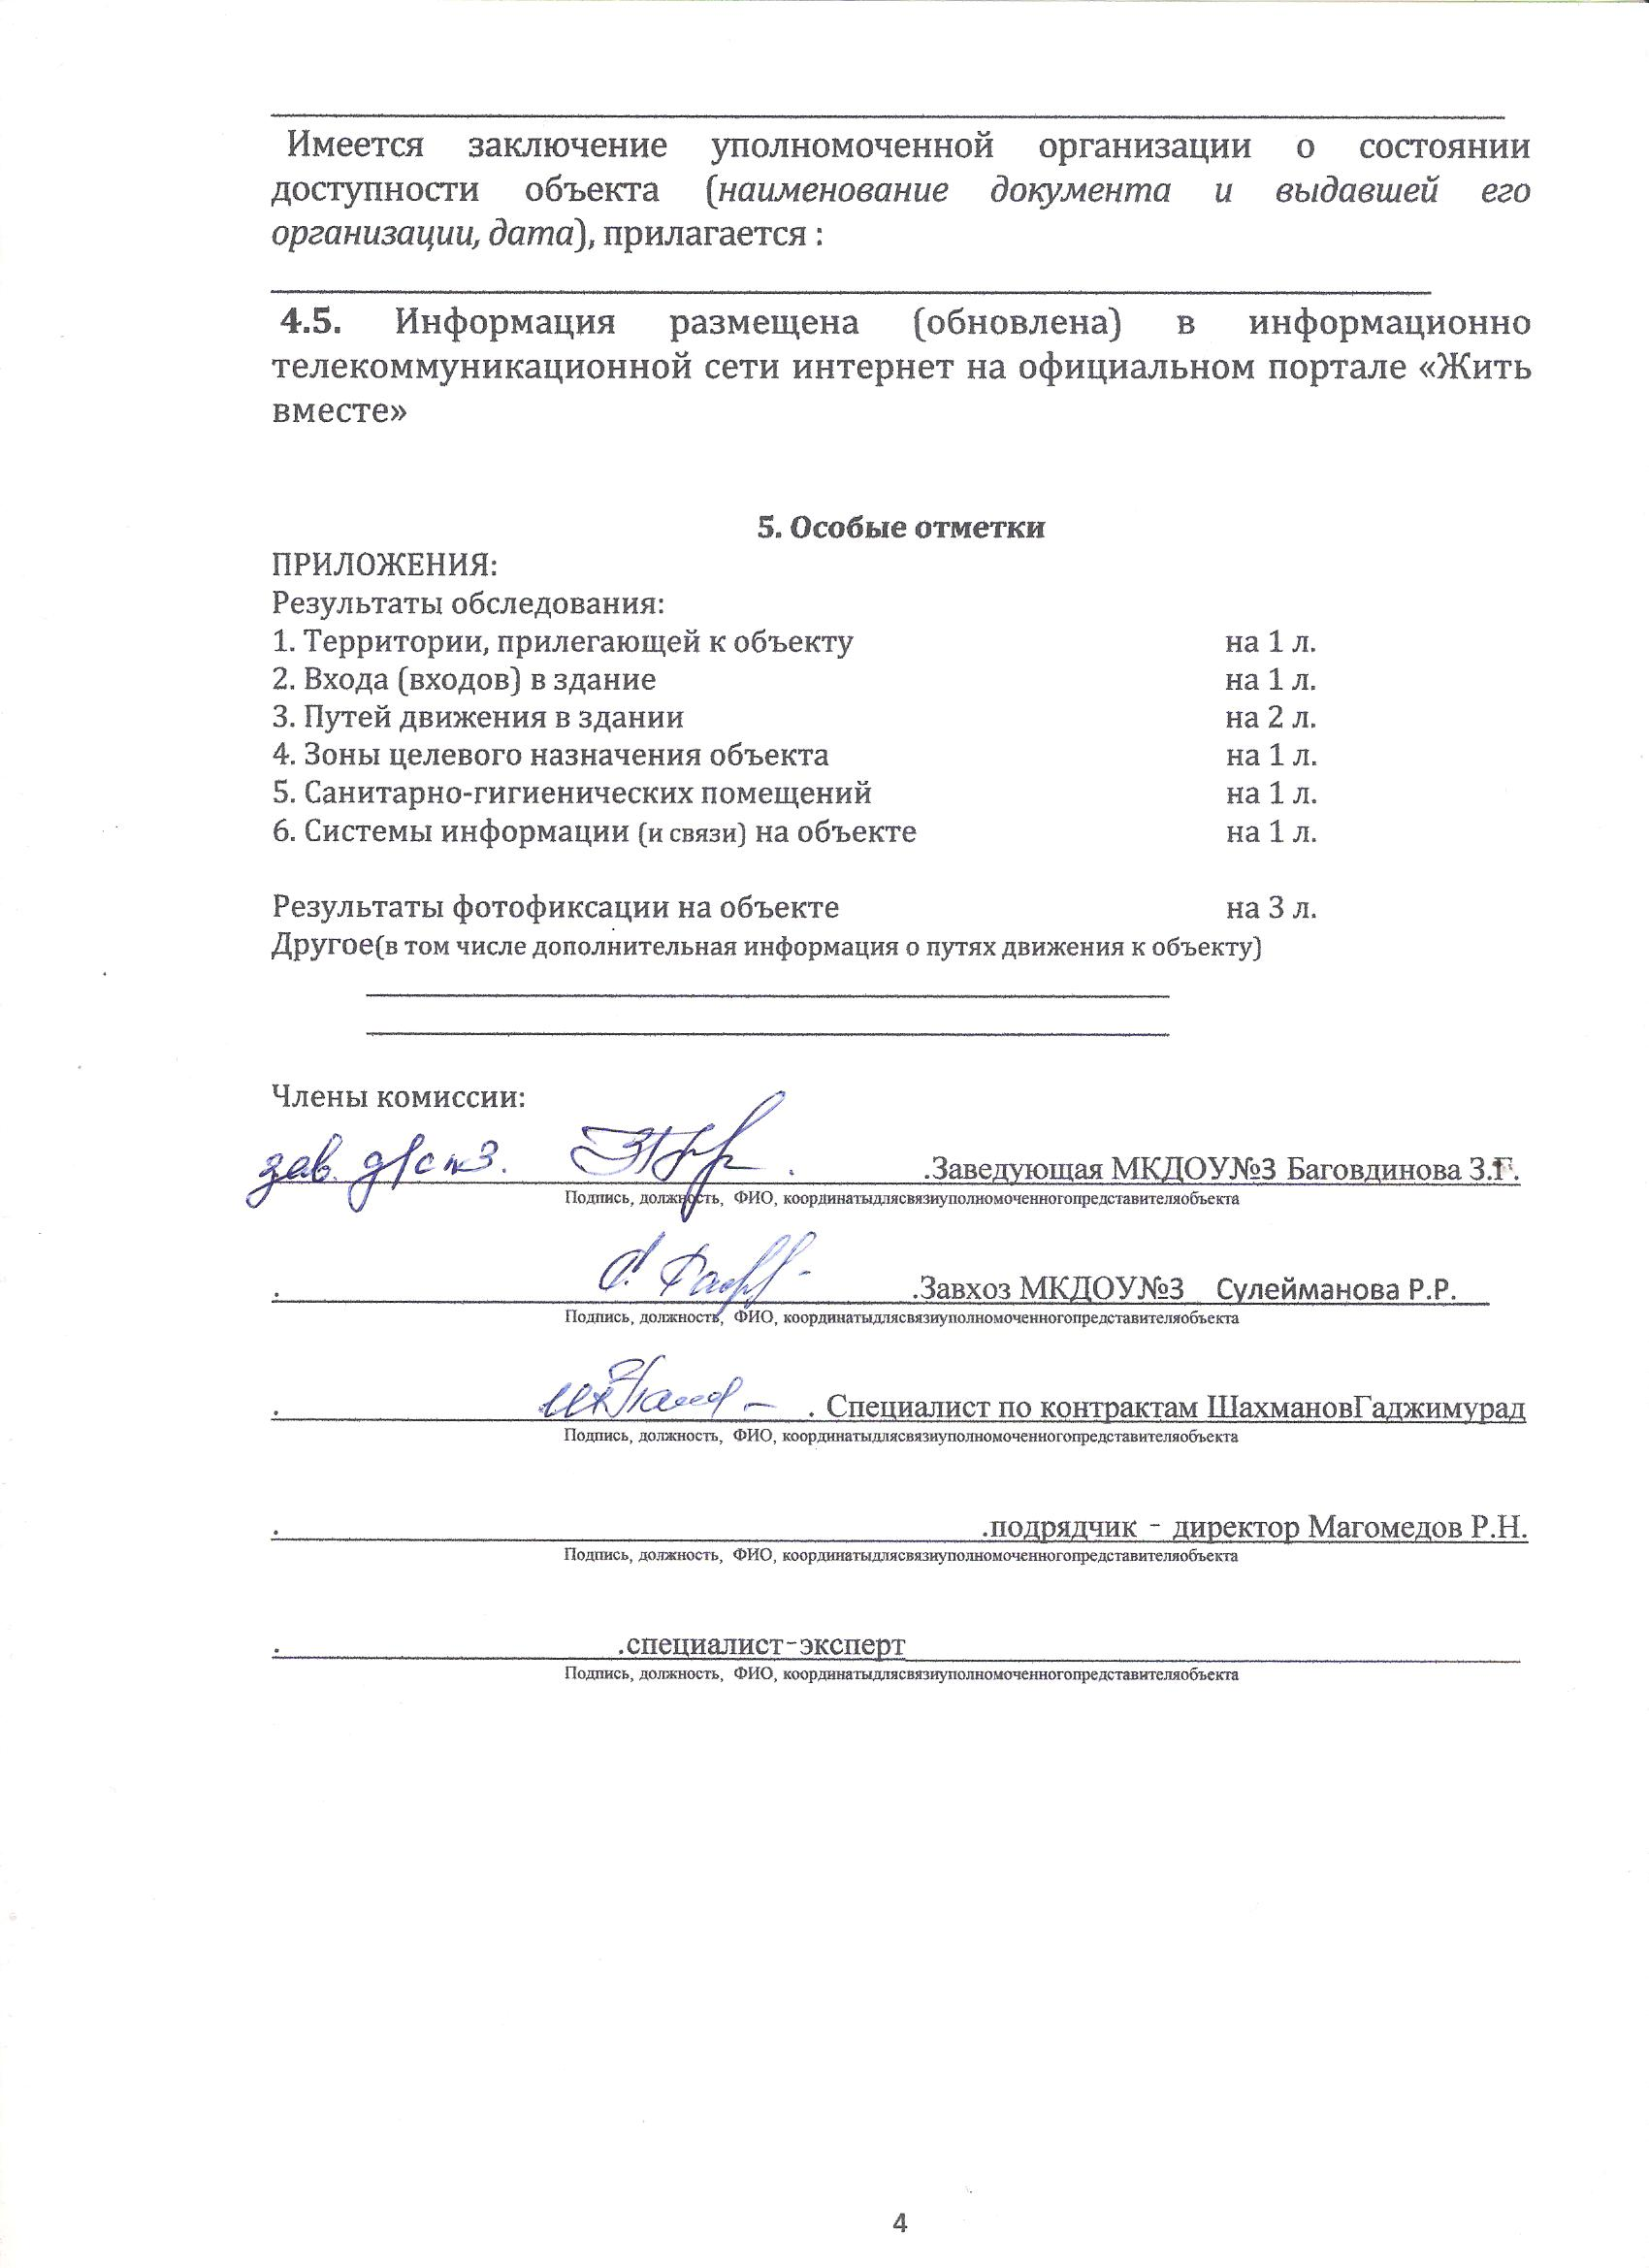 Имеется заключение уполномоченной организации о состоянии
доступности объекта (наименование документа и выдавшей его
организации, дата), прилагается :
4.5. Информация размещена (обновлена) в информационно
телекоммуникационной сети интернет на официальном портале «Жить
вместе»
5. Особые отметки
ПРИЛОЖЕНИЯ:
Результаты обследования:
1. Территории, прилегающей к объекту на 1 л.
2. Входа (входов) в здание на 1 л.
3. Путей движения в здании на 2 л.
4. Зоны целевого назначения объекта на 1 л.
5. Санитарно-гигиенических помещений на 1 л.
6. Системы информации (и связи) на объекте на 1 л.
Результаты фотофиксации на объекте на 3 л.
Другое(в том числе дополнительная информация о путях движения к объекту)
Члены комиссии:
зав. д/с №3. .Заведующая МКДОУ№3 Баговдинова З.Г.
Подпись, должность, ФИО, координатыдлясвязиуполномоченногопредставителяобъекта
.Завхоз МКДОУ№3 Сулейманова Р.Р.
Подпись, должность, ФИО, координатыдлясвязиуполномоченногопредставителяобъекта
. Специалист по контрактам ШахмановГаджимурад
Подпись, должность, ФИО, координатыдлясвязиуполномоченногопредставителяобъекта
.подрядчик - директор Магомедов Р.Н.
Подпись, должность, ФИО, координатыдлясвязиуполномоченногопредставителяобъекта
.специалист-эксперт
Подпись, должность, ФИО, координатыдлясвязиуполномоченногопредставителяобъекта
4